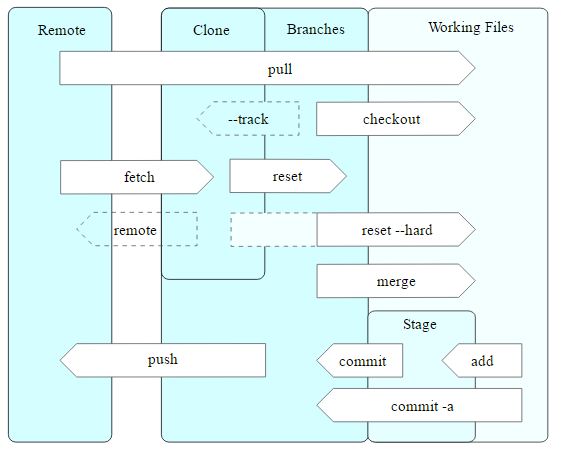 Remote
Clone
Branches
Working Files
pull
--track
checkout
fetch
reset
remote
reset --hard
merge
Stage
push
commit
add
commit -a